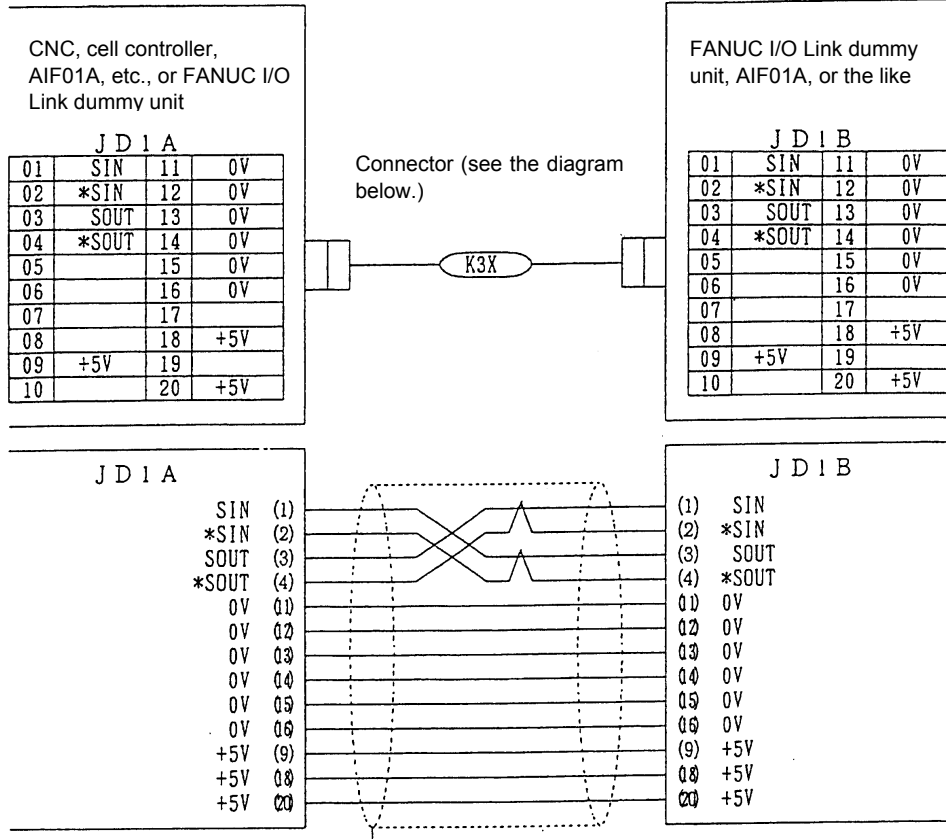 CNC, cell controller,
AIF01A, etc., or FANUC I/O
Link dummy unit
JD1A
01 SIN 11 0V
02 *SIN 12 0V
03 SOUT 13 0V
04 *SOUT 14 0V
05 15 0V
06 16 0V
07 17
08 18 +5V
09 +5V 19
10 20 +5V
Connector (see the diagram
below.)
K3X
FANUC I/O Link dummy
unit, AIF01A, or the like
JD1B
01 SIN 11 0V
02 *SIN 12 0V
03 SOUT 13 0V
04 *SOUT 14 0V
05 15 0V
06 16 0V
07 17
08 18 +5V
09 +5V 19
10 20 +5V
JD1A
SIN (1)
*SIN (2)
SOUT (3)
*SOUT (4)
0V (11)
0V (12)
0V (13)
0V (14)
0V (15)
0V (16)
+5V (9)
+5V (18)
+5V (20)
JD1B
(1) SIN
(2) *SIN
(3) SOUT
(4) *SOUT
(11) 0V
(12) 0V
(13) 0V
(14) 0V
(15) 0V
(16) 0V
(9) +5V
(18) +5V
(20) +5V